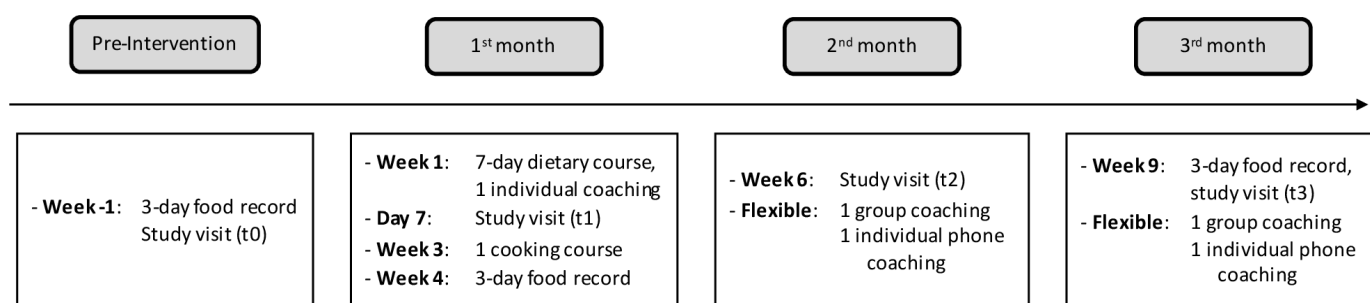 Pre-Intervention
1st month
2nd month
3rd month
- Week -1: 3-day food record
Study visit (t0)
- Week 1: 7-day dietary course,
1 individual coaching
- Day 7: Study visit (t1)
- Week 3: 1 cooking course
- Week 4: 3-day food record
- Week 6: Study visit (t2)
- Flexible: 1 group coaching
1 individual phone
coaching
- Week 9: 3-day food record,
study visit (t3)
- Flexible: 1 group coaching
1 individual phone
coaching